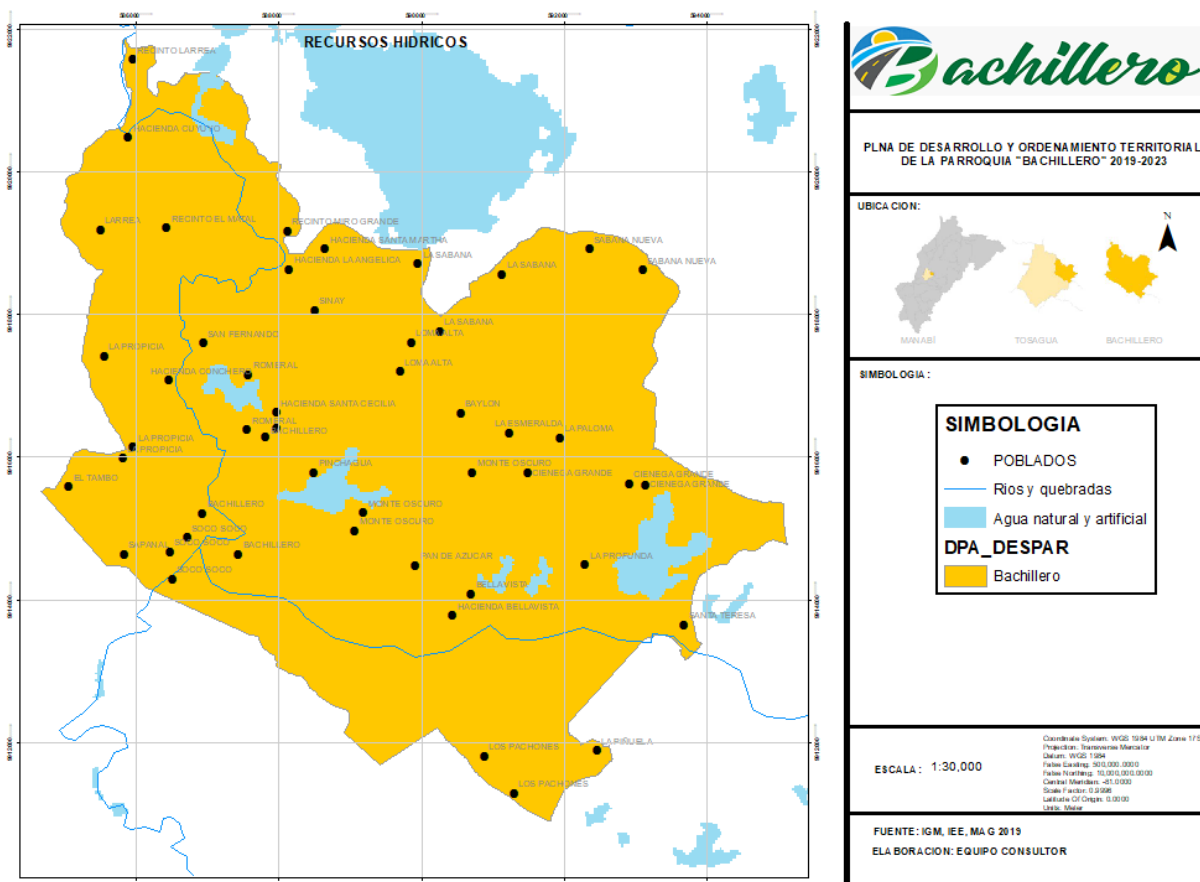 RECURSOS HIDRICOS
RECINTO LARREA
HACIENDA CUYUYO
LARREA
RECINTO EL MATAL
RECINTO MIRO GRANDE
HACIENDA SANTA MARTHA
LA SABANA
HACIENDA LA ANGELICA
LA SABANA
SABANA NUEVA
SABANA NUEVA
SINAY
LA SABANA
SAN FERNANDO
LOMA ALTA
LA PROPICIA
LOMA ALTA
HACIENDA CONCHERO
ROMERAL
HACIENDA SANTA CECILIA
BAYLON
ROMERAL
BACHILLERO
LA ESMERALDA
LA PALOMA
LA PROPICIA
LA PROPICIA
EL TAMBO
PINCHAGUA
MONTE OSCURO
CIENEGA GRANDE
CIENEGA GRANDE
CIENEGA GRANDE
BACHILLERO
MONTE OSCURO
MONTE OSCURO
SOCO SOCO
SAPANAL
SOCO SOCO
BACHILLERO
SOCO SOCO
PAN DE AZUCAR
LA PROFUNDA
BELLAVISTA
HACIENDA BELLAVISTA
SANTA TERESA
LOS PACHONES
LA PIÑUELA
LOS PACHONES
Bachillero
PLNA DE DESARROLLO Y ORDENAMIENTO TERRITORIAL
DE LA PARROQUIA "BACHILLERO" 2019-2023
UBICACION:
N
MANABÍ
TOSAGUA
BACHILLERO
SIMBOLOGIA:
SIMBOLOGIA
POBLADOS
Rios y quebradas
Agua natural y artificial
DPA_DESPAR
Bachillero
ESCALA: 1:30,000
Coordinate System: WGS 1984 UTM Zone 17S
Projection: Transverse Mercator
Datum: WGS 1984
False Easting: 500,000.0000
False Northing: 10,000,000.0000
Central Meridian: -81.0000
Scale Factor: 0.9996
Latitude Of Origin: 0.0000
Units: Meter
FUENTE: IGM, IEE, MAG 2019
ELABORACION: EQUIPO CONSULTOR